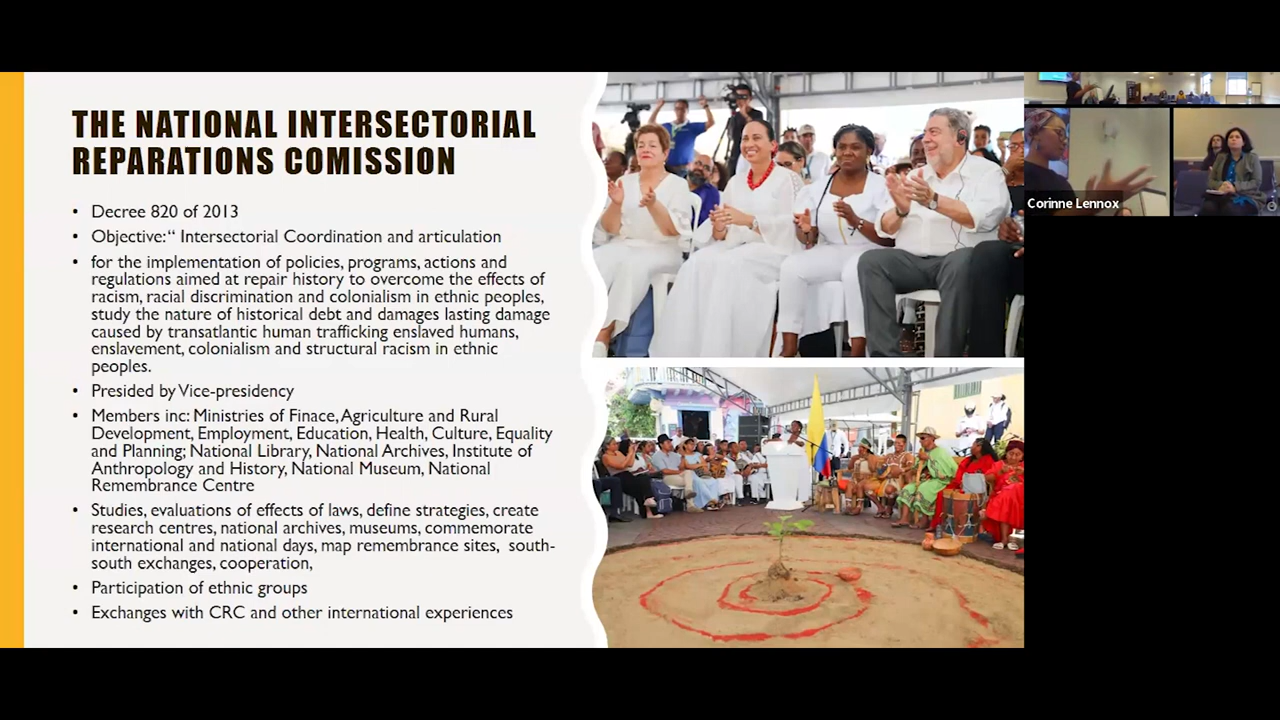 THE NATIONAL INTERSECTORIAL
REPARATIONS COMISSION
• Decree 820 of 2013
• Objective:“ Intersectorial Coordination and articulation
• for the implementation of policies, programs, actions and
regulations aimed at repair history to overcome the effects of
racism, racial discrimination and colonialism in ethnic peoples,
study the nature of historical debt and damages lasting damage
caused by transatlantic human trafficking enslaved humans,
enslavement, colonialism and structural racism in ethnic
peoples.
• Presided by Vice-presidency
• Members inc: Ministries of Finace, Agriculture and Rural
Development, Employment, Education, Health, Culture, Equality
and Planning; National Library, National Archives, Institute of
Anthropology and History, National Museum, National
Remembrance Centre
• Studies, evaluations of effects of laws, define strategies, create
research centres, national archives, museums, commemorate
international and national days, map remembrance sites, south-
south exchanges, cooperation,
• Participation of ethnic groups
• Exchanges with CRC and other international experiences
Corinne Lennox